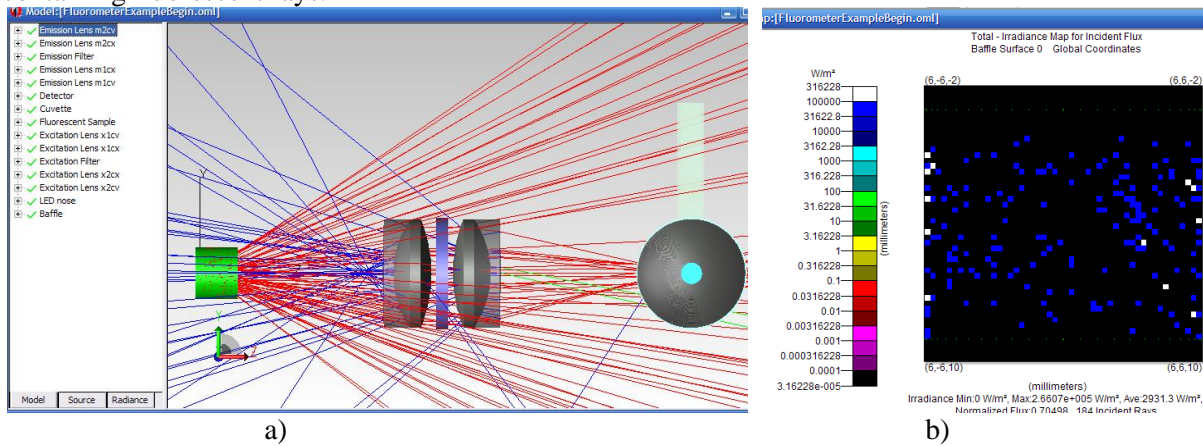 Model:[FluorometerExampleBegin.oml]
Emission Lens m2cv
Emission Lens m2cx
Emission Filter
Emission Lens m1cx
Emission Lens m1cv
Detector
Cuvette
Fluorescent Sample
Excitation Lens x1cv
Excitation Lens x1cx
Excitation Filter
Excitation Lens x2cx
Excitation Lens x2cv
LED nose
Baffle
Y
Y
Z
Model Source Radiance
a)
ap:[FluorometerExampleBegin.oml]
Total - Irradiance Map for Incident Flux
Baffle Surface 0 Global Coordinates
W/m²
316228
100000
31622.8
10000
3162.28
1000
316.228
100
31.6228
10
3.16228
1
0.316228
0.1
0.0316228
0.01
0.00316228
0.001
0.000316228
0.0001
3.16228e-005
(millimeters)
(6,-6,-2) (6,6,-2)
(6,-6,10) (6,6,10)
(millimeters)
Irradiance Min:0 W/m², Max:2.6607e+005 W/m², Ave:2931.3 W/m²,
Normalized Flux:0.70498, 184 Incident Rays
b)